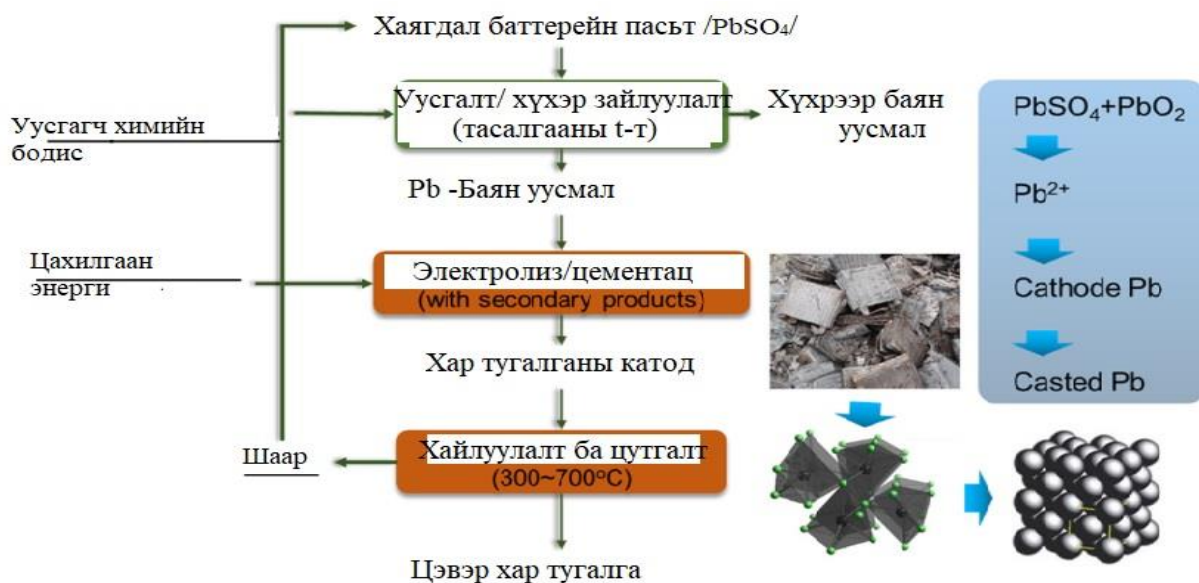 Хаягдал баттерейн пасьт /PbSO₄/
Уусгалт/ хүхэр зайлуулалт
(тасалгааны t-т)
Хүхрээр баян
уусмал
Уусгагч химийн
бодис
Pb -Баян уусмал
Цахилгаан
энерги
Электролиз/цементац
(with secondary products)
Хар тугалганы катод
Шаар
Хайлуулалт ба цутгалт
(300~700°C)
Цэвэр хар тугалга
PbSO₄+PbO₂
Pb²⁺
Cathode Pb
Casted Pb